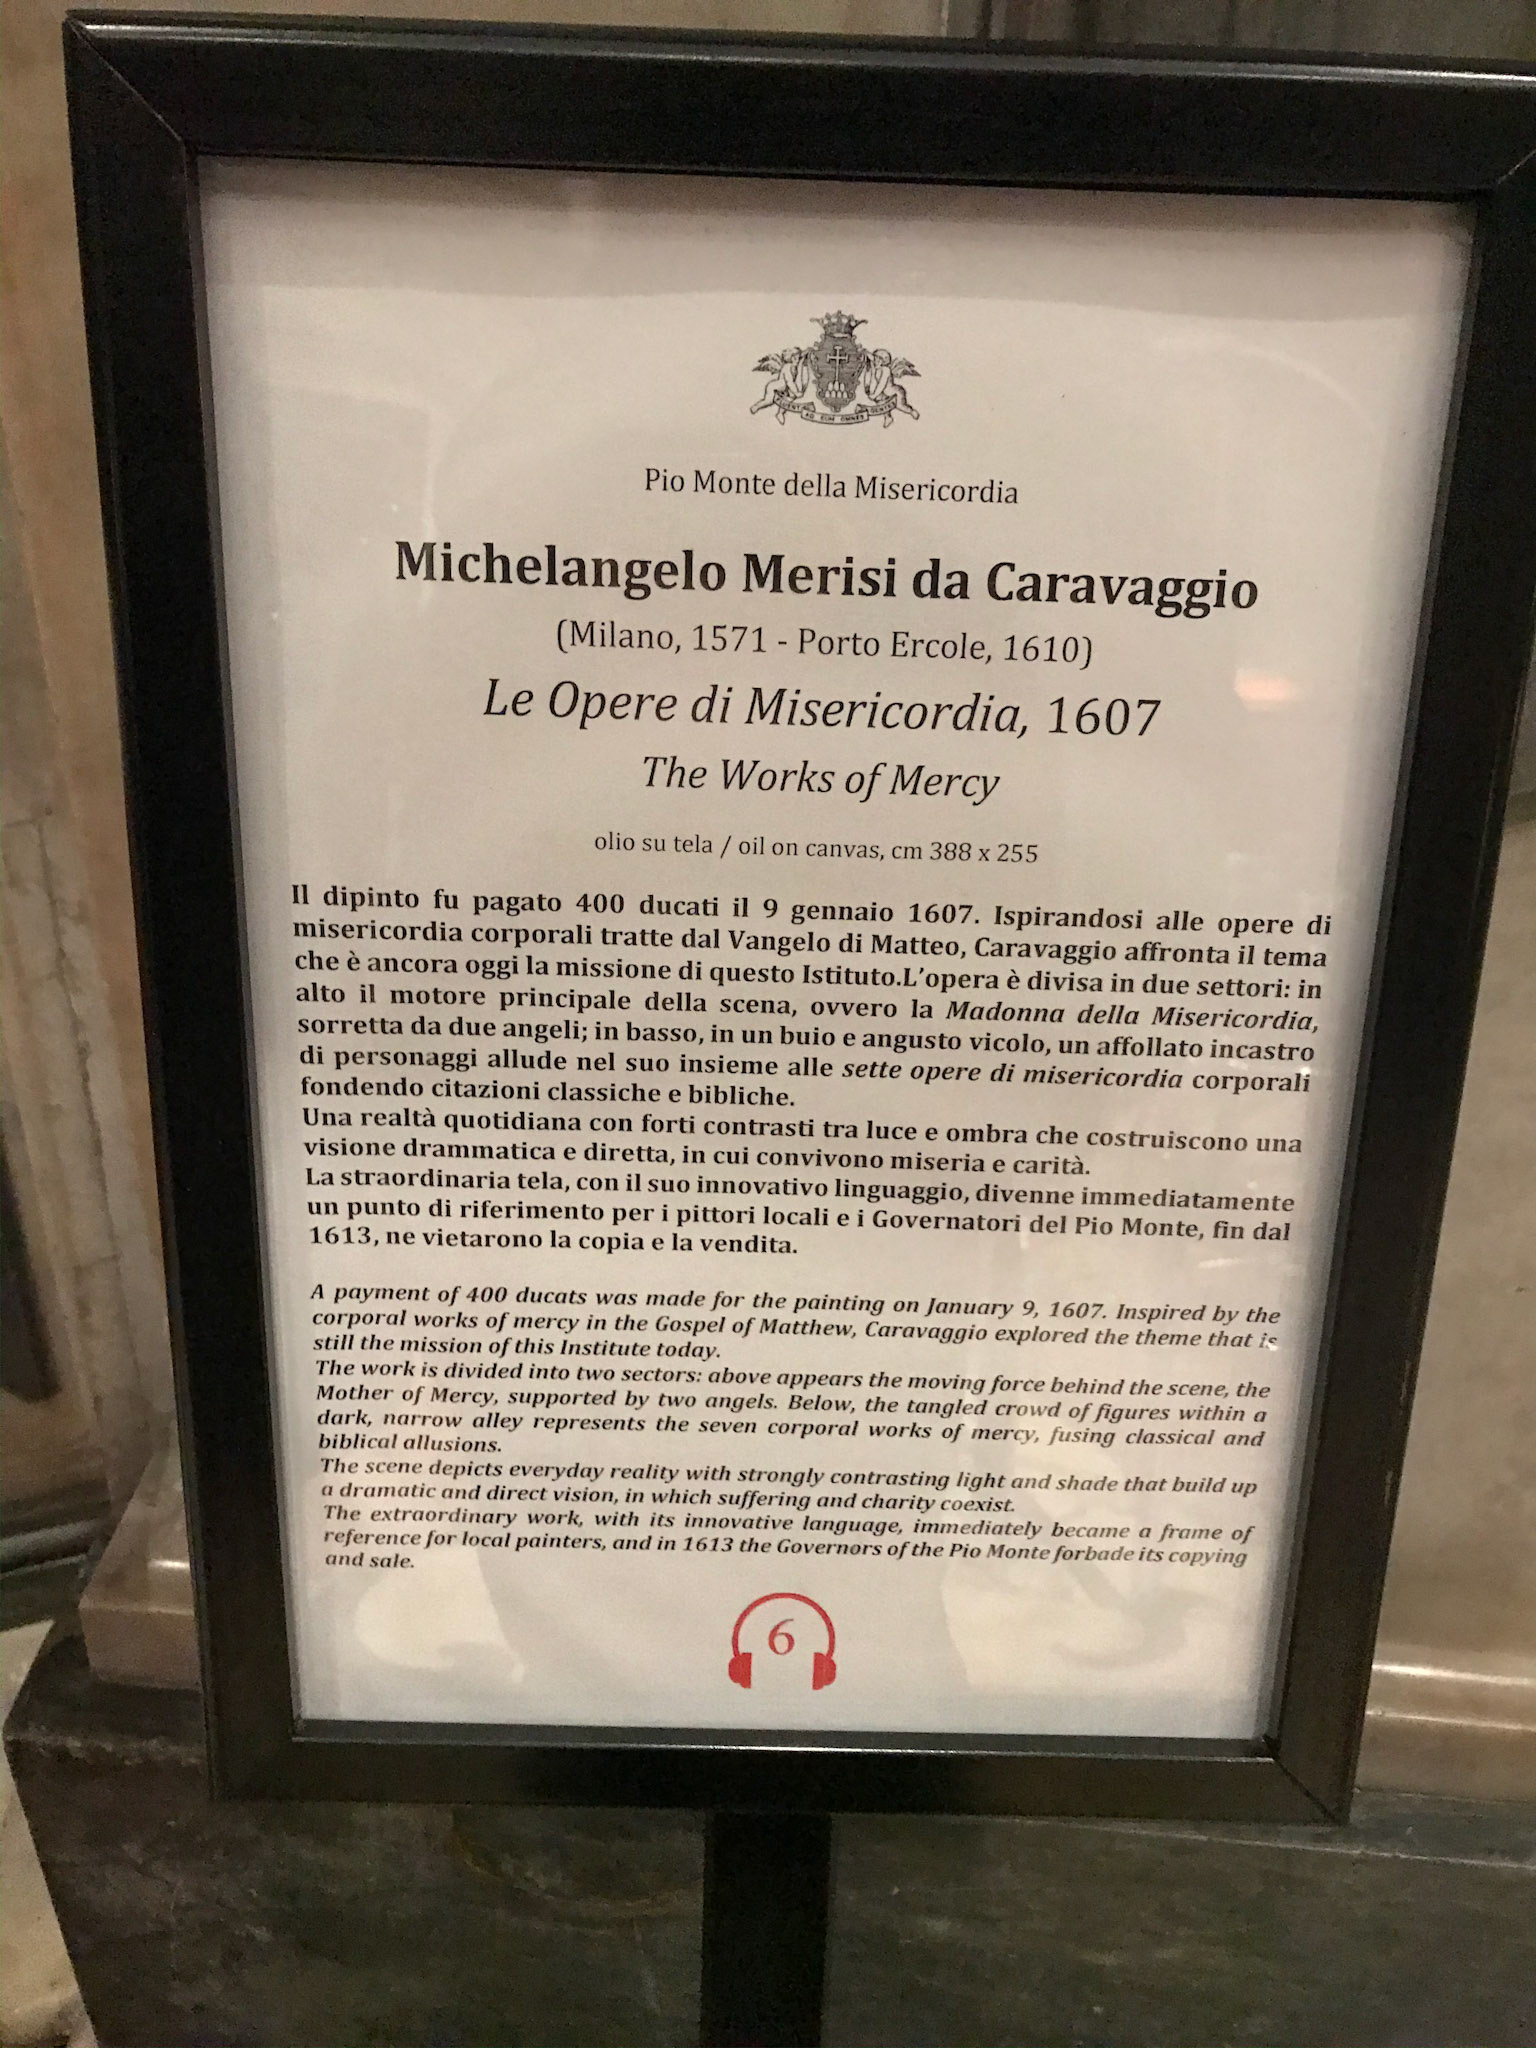 Pio Monte della Misericordia
Michelangelo Merisi da Caravaggio
(Milano, 1571 - Porto Ercole, 1610)
Le Opere di Misericordia, 1607
The Works of Mercy
olio su tela / oil on canvas, cm 388 x 255
Il dipinto fu pagato 400 ducati il 9 gennaio 1607. Ispirandosi alle opere di
misericordia corporali tratte dal Vangelo di Matteo, Caravaggio affronta il tema
che è ancora oggi la missione di questo Istituto.L'opera è divisa in due settori: in
alto il motore principale della scena, ovvero la Madonna della Misericordia,
sorretta da due angeli; in basso, in un buio e angusto vicolo, un affollato incastro
di personaggi allude nel suo insieme alle sette opere di misericordia corporali
fondendo citazioni classiche e bibliche.
Una realtà quotidiana con forti contrasti tra luce e ombra che costruiscono una
visione drammatica e diretta, in cui convivono miseria e carità.
La straordinaria tela, con il suo innovativo linguaggio, divenne immediatamente
un punto di riferimento per i pittori locali e i Governatori del Pio Monte, fin dal
1613, ne vietarono la copia e la vendita.
A payment of 400 ducats was made for the painting on January 9, 1607. Inspired by the
corporal works of mercy in the Gospel of Matthew, Caravaggio explored the theme that is
still the mission of this Institute today.
The work is divided into two sectors: above appears the moving force behind the scene, the
Mother of Mercy, supported by two angels. Below, the tangled crowd of figures within a
dark, narrow alley represents the seven corporal works of mercy, fusing classical and
biblical allusions.
The scene depicts everyday reality with strongly contrasting light and shade that build up
a dramatic and direct vision, in which suffering and charity coexist.
The extraordinary work, with its innovative language, immediately became a frame of
reference for local painters, and in 1613 the Governors of the Pio Monte forbade its copying
and sale.
6